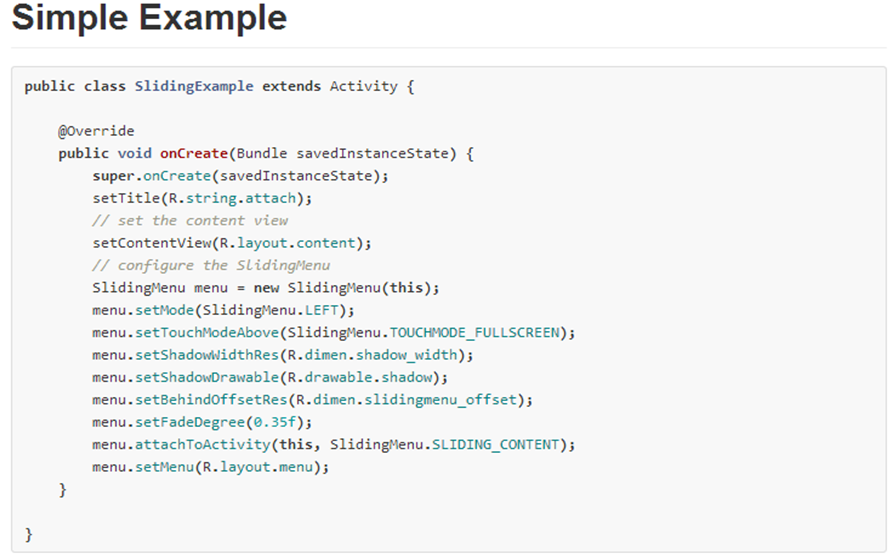 Simple Example
public class SlidingExample extends Activity {
@Override
public void onCreate(Bundle savedInstanceState) {
super.onCreate(savedInstanceState);
setTitle(R.string.attach);
// set the content view
setContentView(R.layout.content);
// configure the SlidingMenu
SlidingMenu menu = new SlidingMenu(this);
menu.setMode(SlidingMenu.LEFT);
menu.setTouchModeAbove(SlidingMenu.TOUCHMODE_FULLSCREEN);
menu.setShadowWidthRes(R.dimen.shadow_width);
menu.setShadowDrawable(R.drawable.shadow);
menu.setBehindOffsetRes(R.dimen.slidingmenu_offset);
menu.setFadeDegree(0.35f);
menu.attachToActivity(this, SlidingMenu.SLIDING_CONTENT);
menu.setMenu(R.layout.menu);
}
}